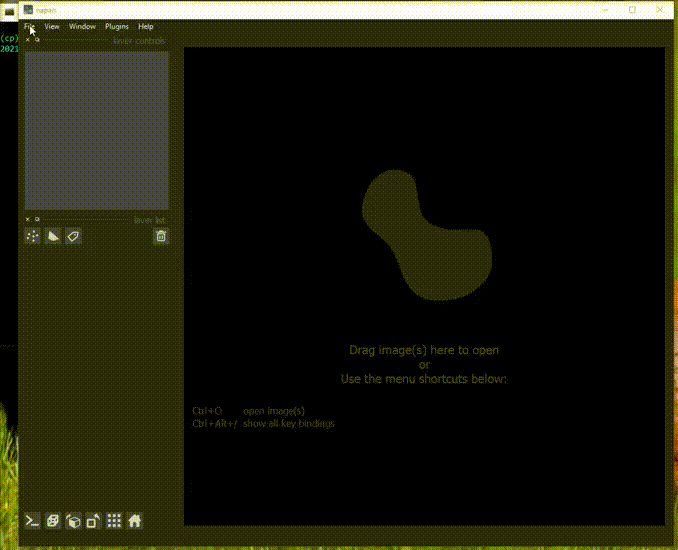 napari
(cp)
2021
File View Window Plugins Help
layer controls
layer list
Drag image(s) here to open
or
Use the menu shortcuts below:
Ctrl+O open image(s)
Ctrl+Alt+/ show all key bindings